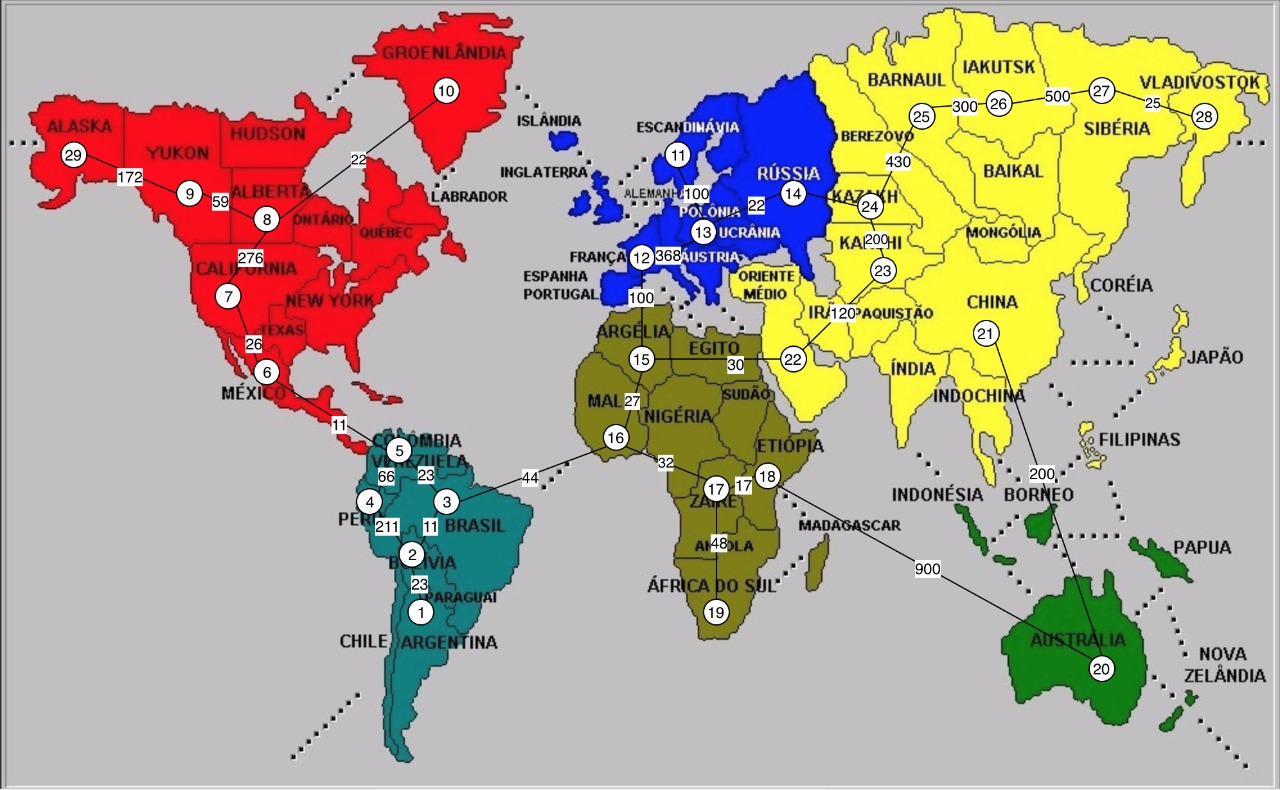 GROENLÂNDIA
10
ALASKA
29
172
YUKON
9
59
HUDSON
ALBERTA
8
22
ONTÁRIO
QUÉBEC
LABRADOR
276
CALIFORNIA
7
NEW YORK
26
TEXAS
6
MÉXICO
11
COLÔMBIA
5
VENEZUELA
66
23
4
3
PERU
211
11
BRASIL
44
2
BOLÍVIA
23
PARAGUAI
1
CHILE
ARGENTINA
ISLÂNDIA
ESCANDINÁVIA
11
INGLATERRA
ALEMANHA
100
POLÔNIA
22
RÚSSIA
14
13
UCRÂNIA
FRANÇA
12
368
ÁUSTRIA
ESPANHA
PORTUGAL
100
ARGÉLIA
15
EGITO
30
22
MALI
27
NIGÉRIA
SUDÃO
16
32
ETIÓPIA
18
17
17
ZAIRE
48
ANGOLA
ÁFRICA DO SUL
19
MADAGASCAR
900
BARNAUL
IAKUTSK
VLADIVOSTOK
25
300
26
500
27
25
28
SIBÉRIA
BEREZOVO
430
BAIKAL
KAZAKH
24
200
MONGÓLIA
23
ORIENTE
MÉDIO
120
PAQUISTÃO
CHINA
21
CORÉIA
JAPÃO
ÍNDIA
INDOCHINA
FILIPINAS
200
INDONÉSIA
BORNEO
PAPUA
AUSTRÁLIA
20
NOVA
ZELÂNDIA